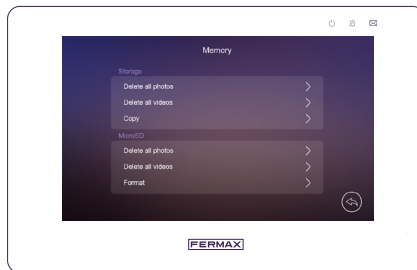 Memory
Storage
Delete all photos
Delete all videos
Copy
MicroSD
Delete all photos
Delete all videos
Format
FERMAX